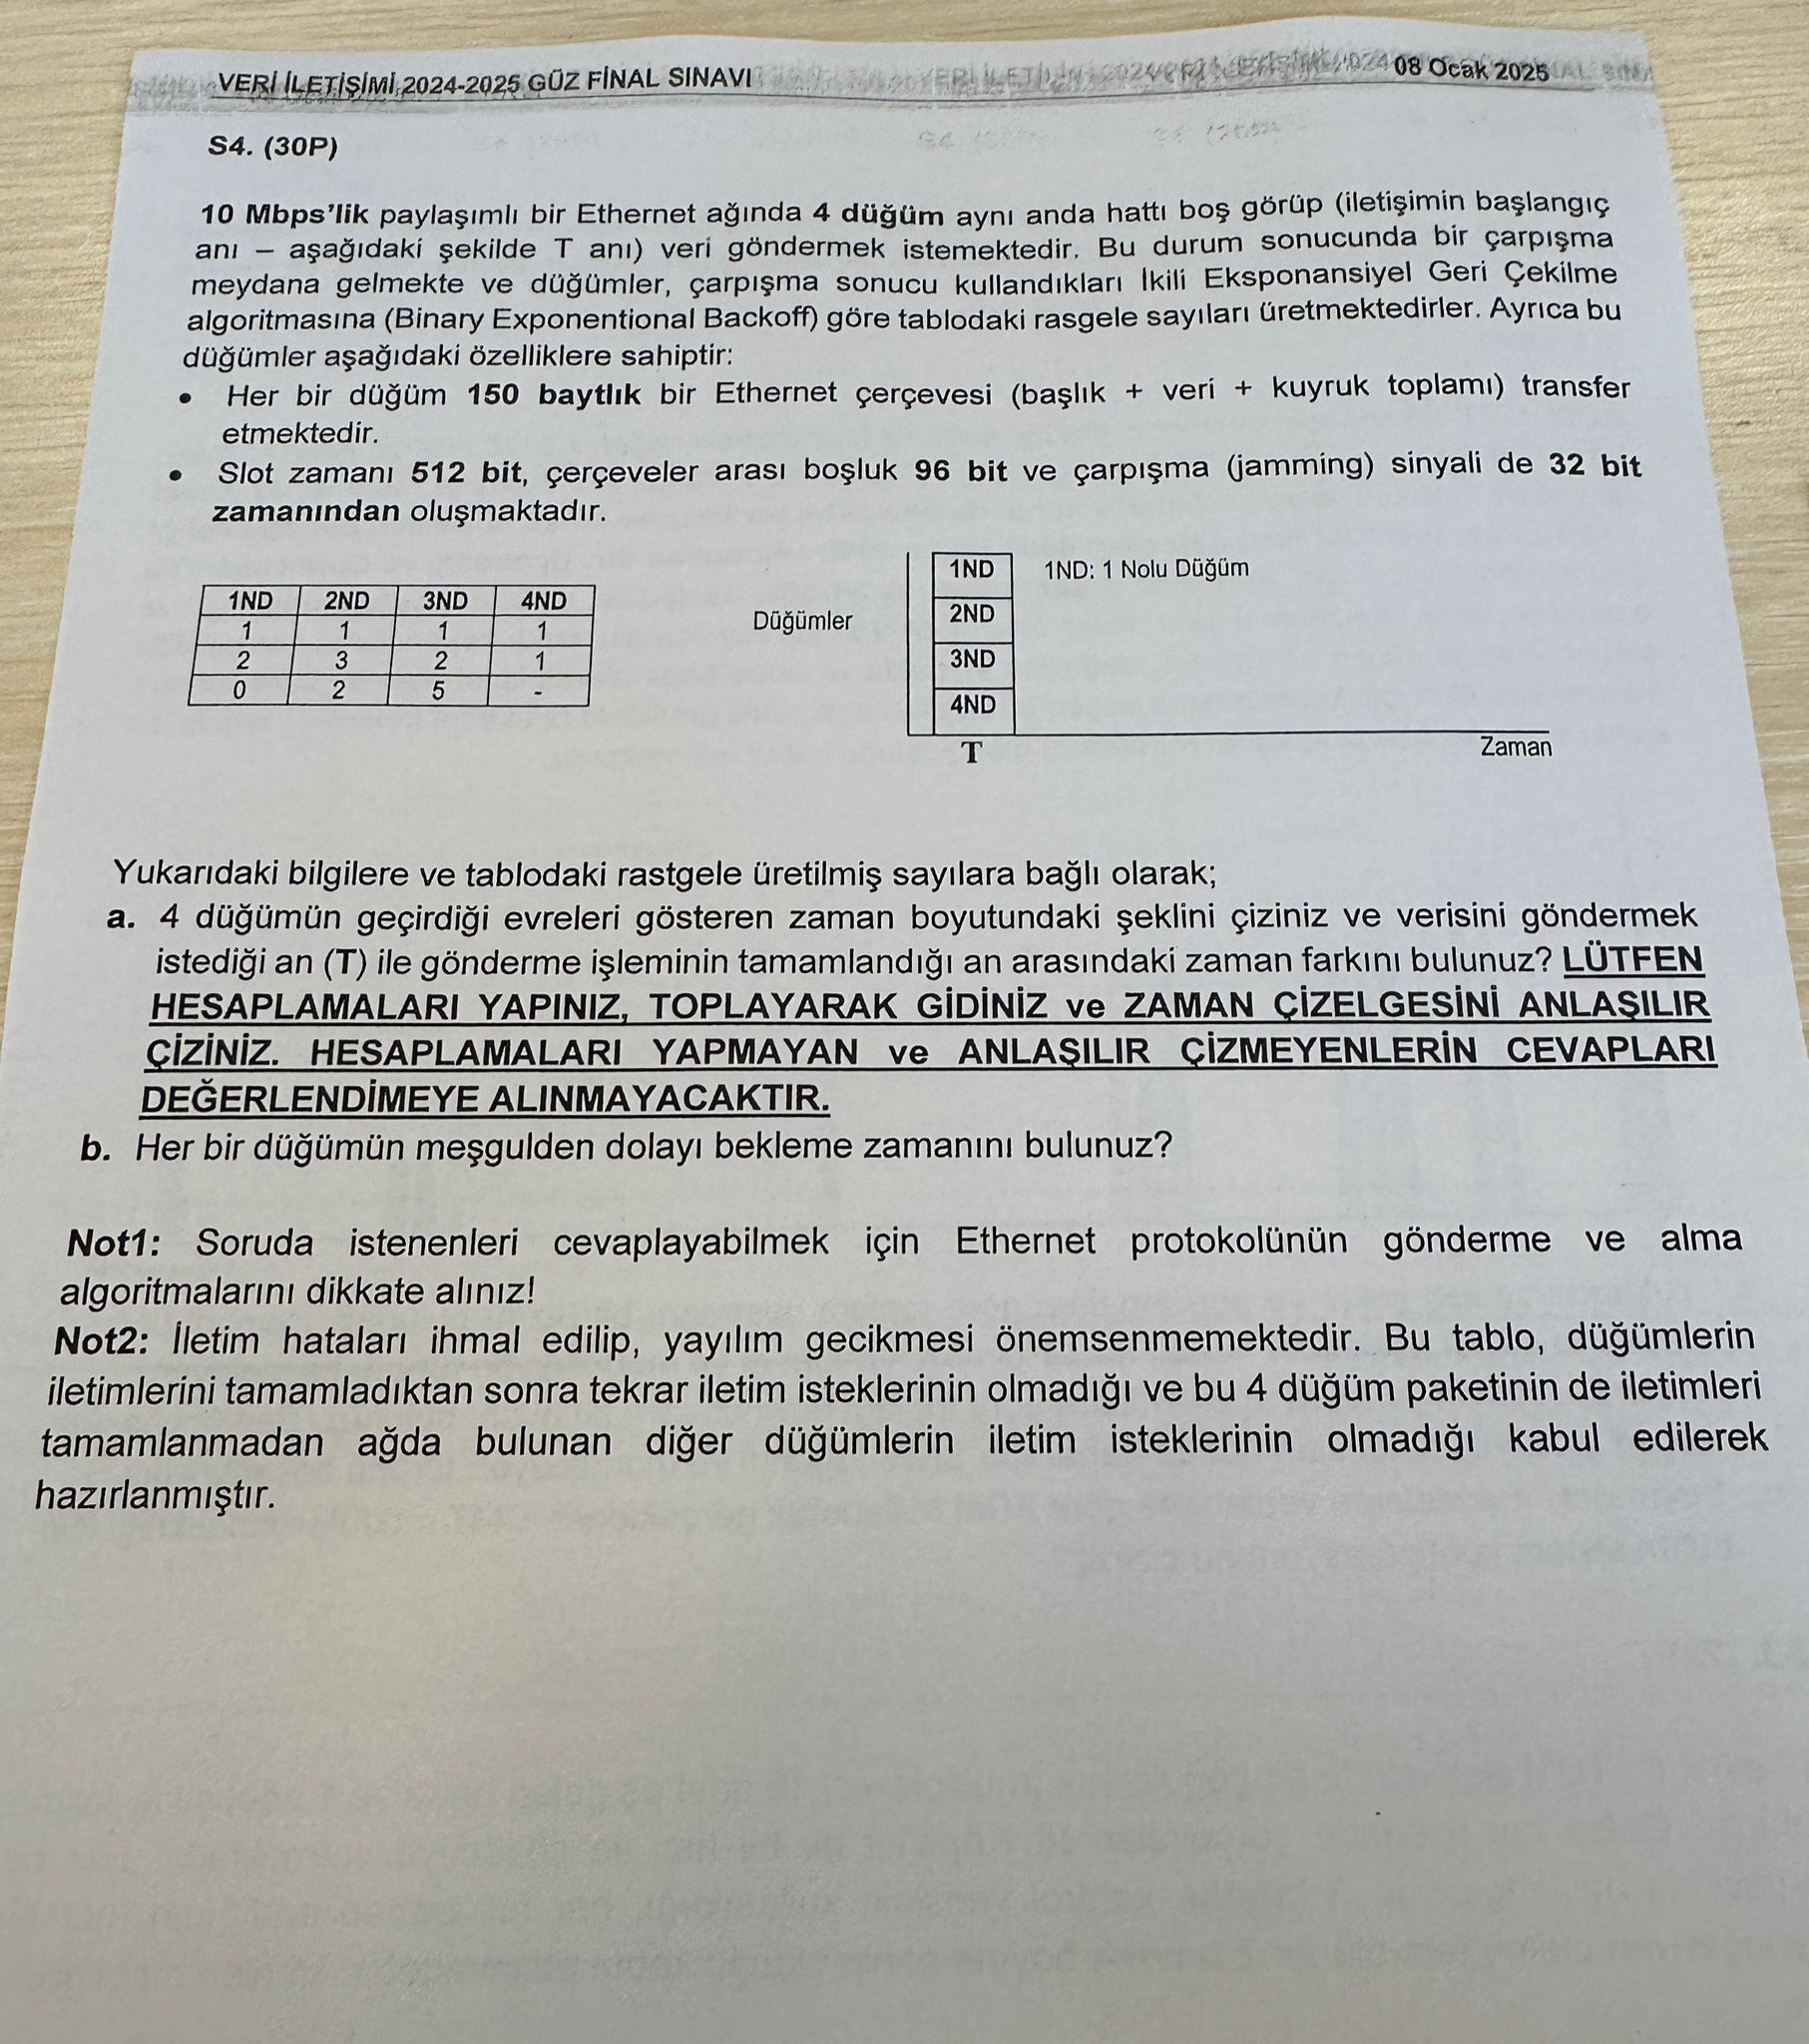 VERİ İLETİŞİMİ 2024-2025 GÜZ FİNAL SINAVI 08 Ocak 2025
S4. (30P)
10 Mbps'lik paylaşımlı bir Ethernet ağında 4 düğüm aynı anda hattı boş görüp (iletişimin başlangıç
anı – aşağıdaki şekilde T anı) veri göndermek istemektedir. Bu durum sonucunda bir çarpışma
meydana gelmekte ve düğümler, çarpışma sonucu kullandıkları İkili Eksponansiyel Geri Çekilme
algoritmasına (Binary Exponentional Backoff) göre tablodaki rasgele sayıları üretmektedirler. Ayrıca bu
düğümler aşağıdaki özelliklere sahiptir:
• Her bir düğüm 150 baytlık bir Ethernet çerçevesi (başlık + veri + kuyruk toplamı) transfer
etmektedir.
• Slot zamanı 512 bit, çerçeveler arası boşluk 96 bit ve çarpışma (jamming) sinyali de 32 bit
zamanından oluşmaktadır.
1ND 2ND 3ND 4ND
1 1 1 1
2 3 2 1
0 2 5 -
Düğümler
1ND
2ND
3ND
4ND
T
1ND: 1 Nolu Düğüm
Zaman
Yukarıdaki bilgilere ve tablodaki rastgele üretilmiş sayılara bağlı olarak;
a. 4 düğümün geçirdiği evreleri gösteren zaman boyutundaki şeklini çiziniz ve verisini göndermek
istediği an (T) ile gönderme işleminin tamamlandığı an arasındaki zaman farkını bulunuz? LÜTFEN
HESAPLAMALARI YAPINIZ, TOPLAYARAK GİDİNİZ ve ZAMAN ÇİZELGESİNİ ANLAŞILIR
ÇİZİNİZ. HESAPLAMALARI YAPMAYAN ve ANLAŞILIR ÇİZMEYENLERİN CEVAPLARI
DEĞERLENDİMEYE ALINMAYACAKTIR.
b. Her bir düğümün meşgulden dolayı bekleme zamanını bulunuz?
Not1: Soruda istenenleri cevaplayabilmek için Ethernet protokolünün gönderme ve alma
algoritmalarını dikkate alınız!
Not2: İletim hataları ihmal edilip, yayılım gecikmesi önemsenmemektedir. Bu tablo, düğümlerin
iletimlerini tamamladıktan sonra tekrar iletim isteklerinin olmadığı ve bu 4 düğüm paketinin de iletimleri
tamamlanmadan ağda bulunan diğer düğümlerin iletim isteklerinin olmadığı kabul edilerek
hazırlanmıştır.